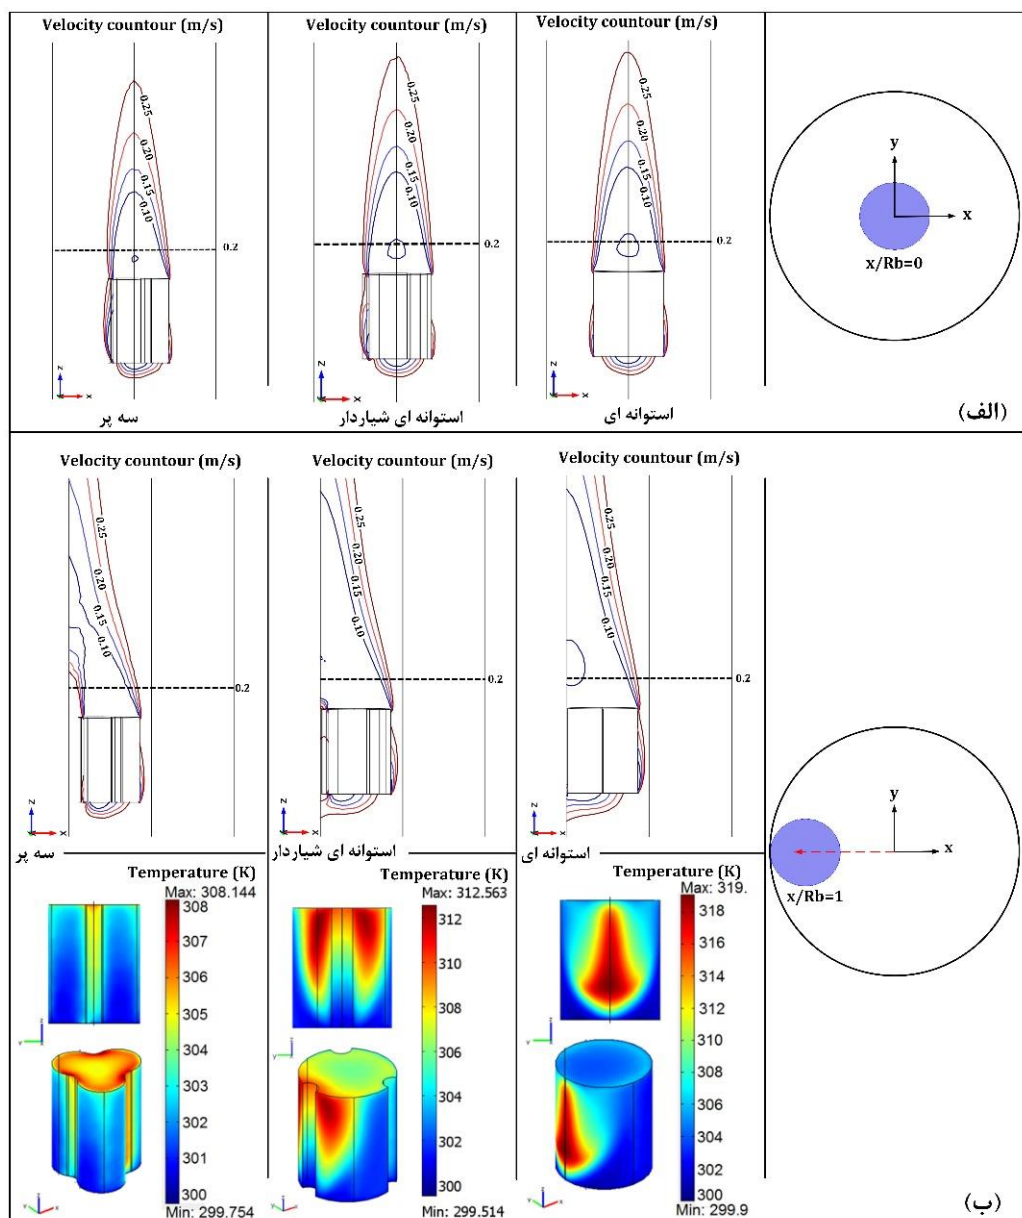 Velocity countour (m/s)
Velocity countour (m/s)
Velocity countour (m/s)
0.25
0.20
0.15
0.10
0.2
z
x
0.25
0.20
0.15
0.10
0.2
z
x
0.25
0.20
0.15
0.10
0.2
z
x
y
x
x/Rb=0
سه پر
استوانه ای شیاردار
استوانه ای
(الف)
Velocity countour (m/s)
Velocity countour (m/s)
Velocity countour (m/s)
0.25
0.20
0.15
0.10
0.2
z
x
0.25
0.20
0.15
0.10
0.2
z
x
0.25
0.20
0.15
0.10
0.2
z
x
y
x
x/Rb=1
سه پر
استوانه ای شیاردار
استوانه ای
Temperature (K)
Max: 308.144
308
307
306
305
304
303
302
301
300
Min: 299.754
Temperature (K)
Max: 312.563
312
310
308
306
304
302
300
Min: 299.514
Temperature (K)
Max: 319.
318
316
314
312
310
308
306
304
302
300
Min: 299.9
(ب)